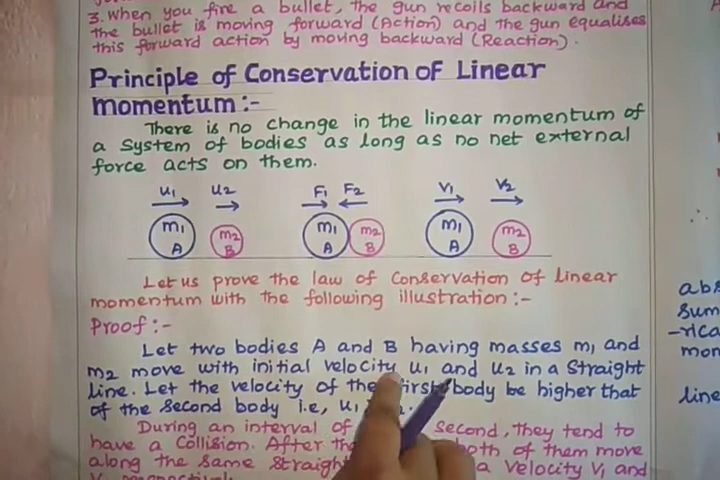 3. When you fire a bullet, the gun recoils backward and
the bullet is moving forward (Action) and the gun equalises
this forward action by moving backward (Reaction).
Principle of Conservation of Linear
momentum :-
There is no change in the linear momentum of
a system of bodies as long as no net external
force acts on them.
u1 u2 F1 F2 V1 V2
m1 m2 m1 m2 m1 m2
A B A B A B
Let us prove the law of Conservation of linear
momentum with the following illustration :-
Proof :-
Let two bodies A and B having masses m1 and
m2 move with initial velocity u1 and u2 in a straight
line. Let the velocity of the first body be higher that
of the second body i.e, u1
During an interval of second, they tend to
have a Collision. After the both of them move
along the same straight a velocity V1 and
abs
sum
-rica
mom
line